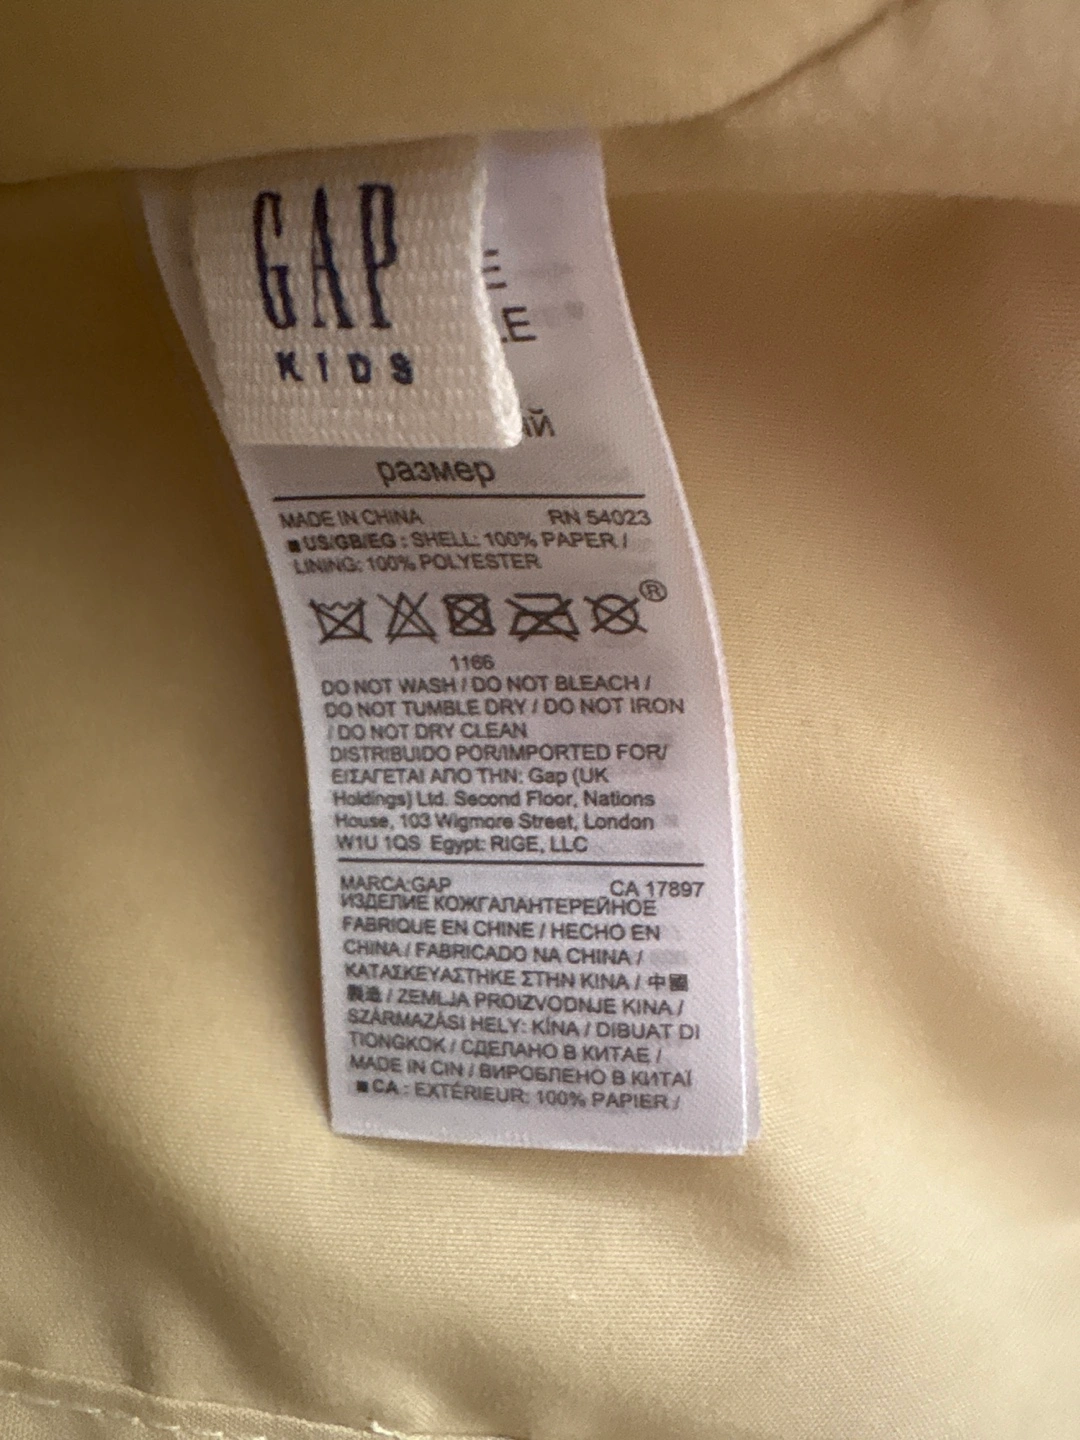 GAP
KIDS
размер
MADE IN CHINA RN 54023
■ US/GB/EG : SHELL: 100% PAPER /
LINING: 100% POLYESTER
®
1166
DO NOT WASH / DO NOT BLEACH /
DO NOT TUMBLE DRY / DO NOT IRON
/ DO NOT DRY CLEAN
DISTRIBUIDO POR/IMPORTED FOR/
ΕΙΣΑΓΕΤΑΙ ΑΠΟ ΤΗΝ: Gap (UK
Holdings) Ltd. Second Floor, Nations
House, 103 Wigmore Street, London
W1U 1QS Egypt: RIGE, LLC
MARCA:GAP CA 17897
ИЗДЕЛИЕ КОЖГАЛАНТЕРЕЙНОЕ
FABRIQUE EN CHINE / HECHO EN
CHINA / FABRICADO NA CHINA /
ΚΑΤΑΣΚΕΥΑΣΤΗΚΕ ΣΤΗΝ ΚΙΝΑ / 中國
製造 / ZEMLJA PROIZVODNJE KINA /
SZÁRMAZÁSI HELY: KÍNA / DIBUAT DI
TIONGKOK / СДЕЛАНО В КИТАЕ /
MADE IN CIN / ВИРОБЛЕНО В КИТАЇ
■ CA : EXTÉRIEUR: 100% PAPIER /